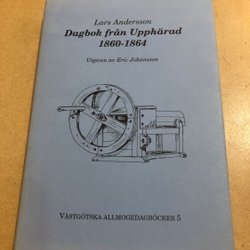 Lars Andersson
Dagbok från Upphärad
1860-1864
Utgiven av Eric Johansson
VÄSTGÖTSKA ALLMOGEDAGBÖCKER 5